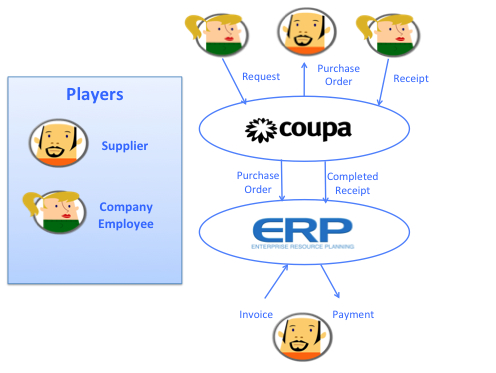 Players
Supplier
Company
Employee
Request
Purchase
Order
Receipt
coupa
Purchase
Order
Completed
Receipt
ERP
ENTERPRISE RESOURCE PLANNING
Invoice
Payment